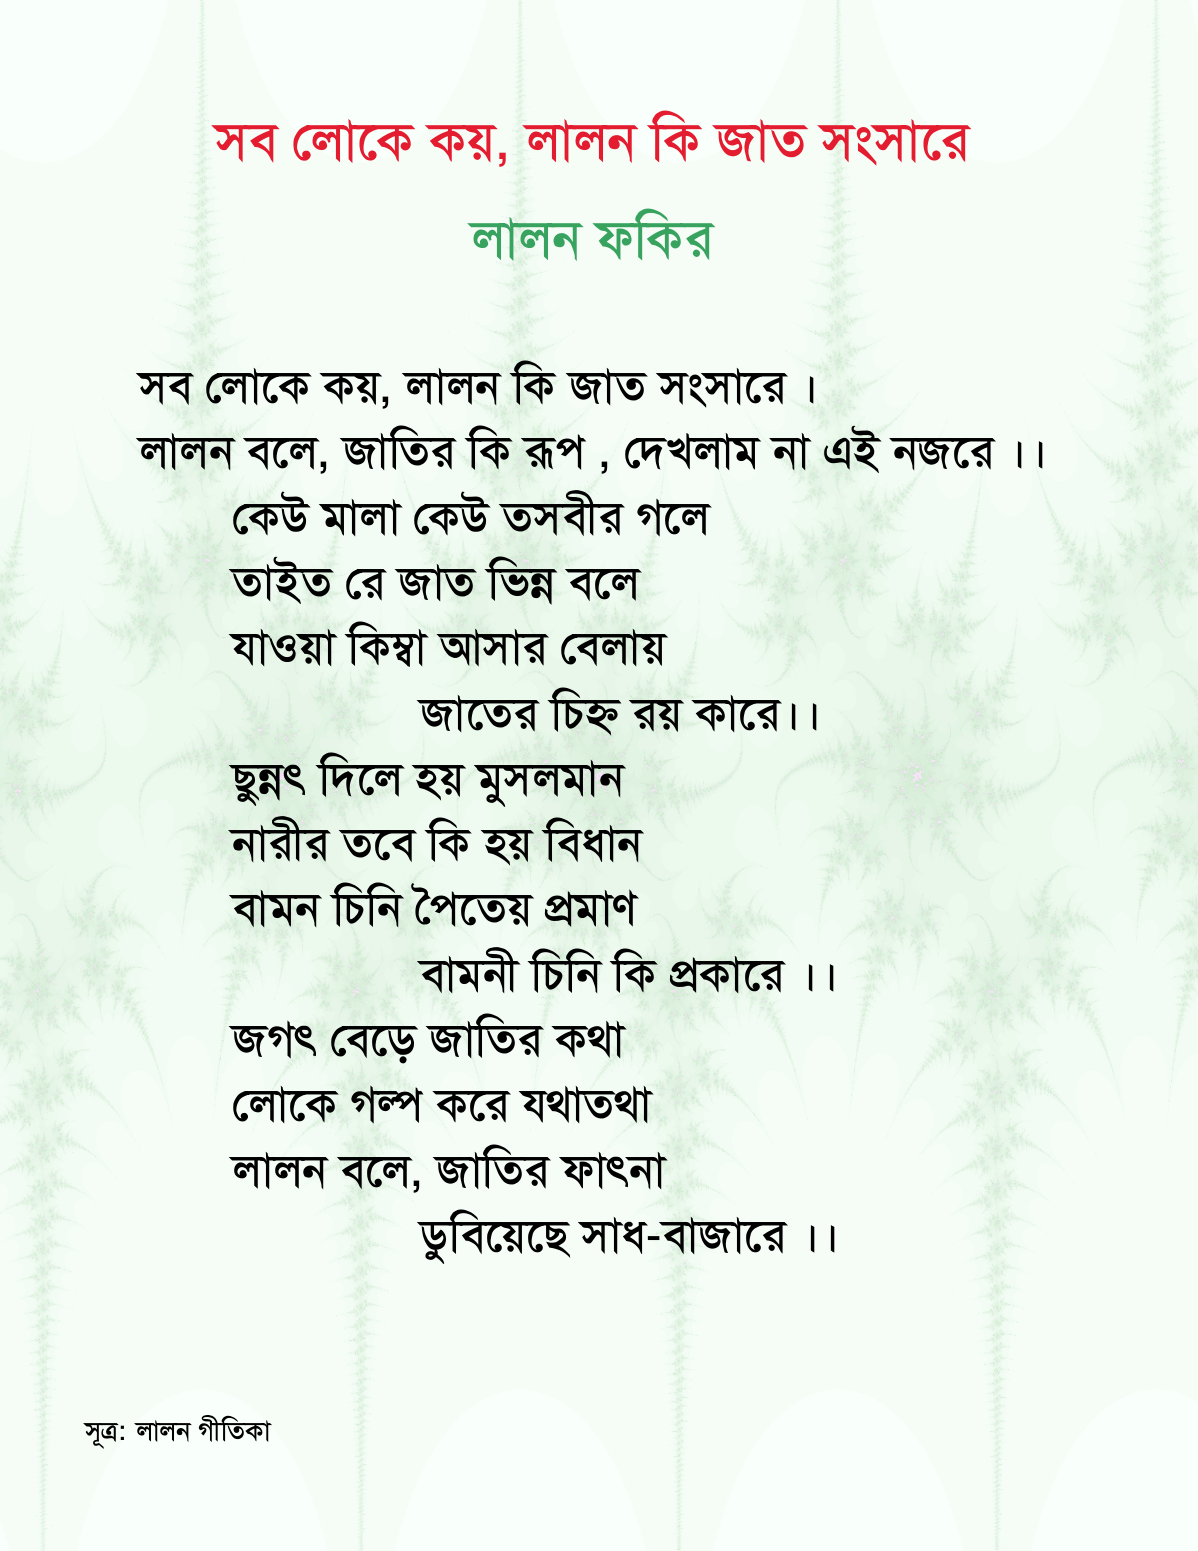 সব লোকে কয়, লালন কি জাত সংসারে
লালন ফকির
সব লোকে কয়, লালন কি জাত সংসারে ।
লালন বলে, জাতির কি রূপ , দেখলাম না এই নজরে ।।
কেউ মালা কেউ তসবীর গলে
তাইত রে জাত ভিন্ন বলে
যাওয়া কিম্বা আসার বেলায়
জাতের চিহ্ন রয় কারে।।
ছুন্নৎ দিলে হয় মুসলমান
নারীর তবে কি হয় বিধান
বামন চিনি পৈতেয় প্রমাণ
বামনী চিনি কি প্রকারে ।।
জগৎ বেড়ে জাতির কথা
লোকে গল্প করে যথাতথা
লালন বলে, জাতির ফাৎনা
ডুবিয়েছে সাধ-বাজারে ।।
সূত্র: লালন গীতিকা